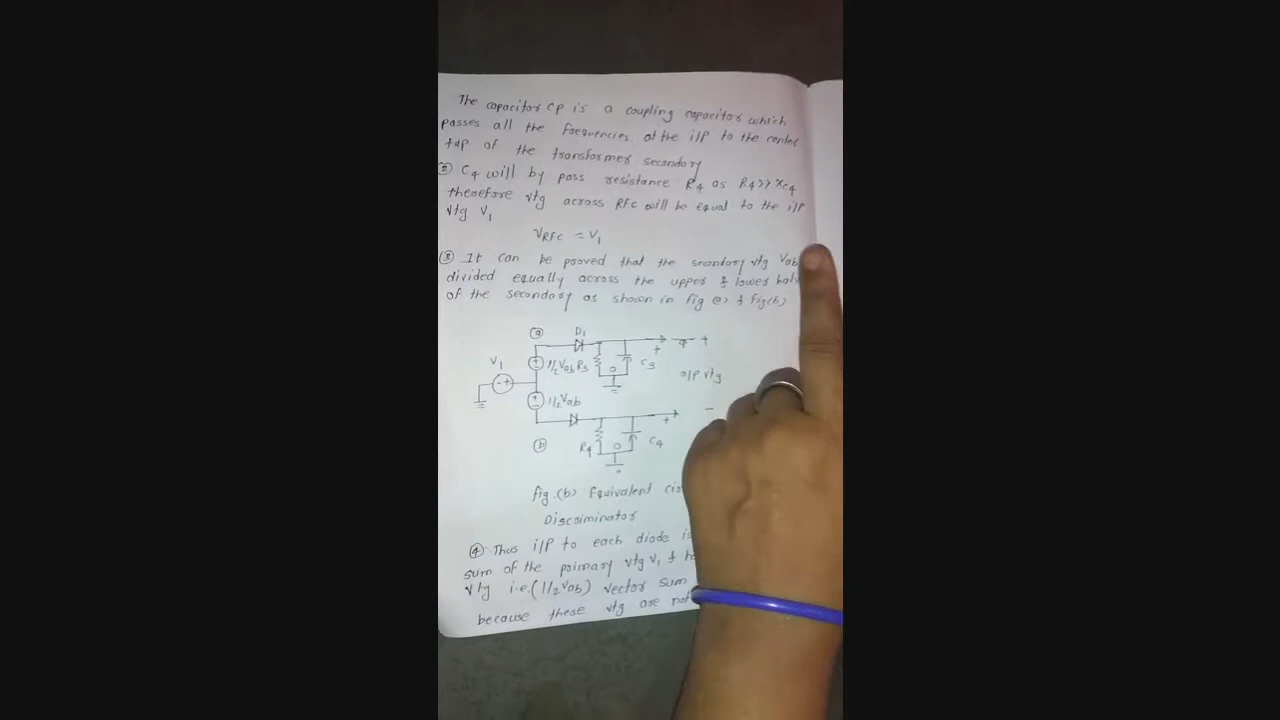 The capacitor CP is a coupling capacitor which
passes all the frequencies at the i/p to the center
tap of the transformer secondary
② C4 will by pass resistance R4 as R4>>XC4
therefore vtg across RFC will be equal to the i/p
vtg V1
VRFC = V1
③ It can be proved that the secondary vtg Vab
divided equally across the upper & lower half
of the secondary as shown in fig (a) & Fig(b)
ⓐ D1
V1 1/2Vab R3 C3 + +
o/p vtg
1/2Vab
+ -
ⓑ R4 C4
fig.(b) Equivalent
Discriminator
④ Thus i/p to each diode is
sum of the primary vtg V1 &
vtg i.e.(1/2Vab) vector sum
because these vtg are not